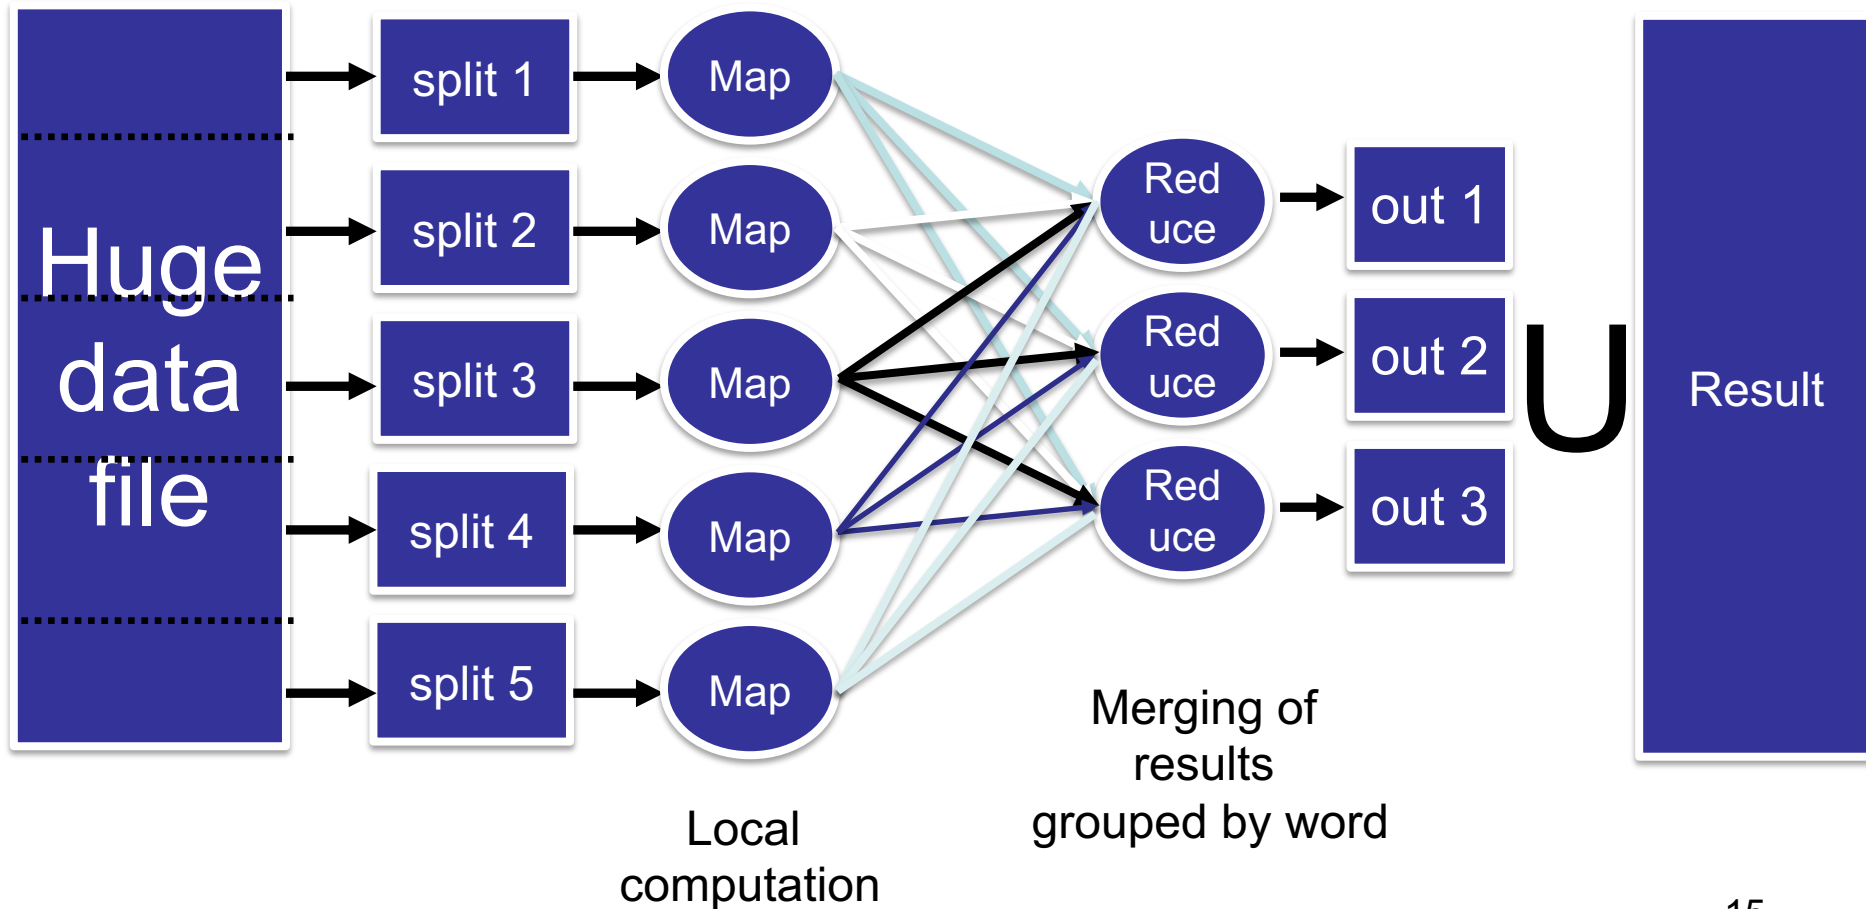 Huge
data
file
split 1
split 2
split 3
split 4
split 5
Map
Map
Map
Map
Map
Local
computation
Red
uce
Red
uce
Red
uce
Merging of
results
grouped by word
out 1
out 2
out 3
U
Result
15